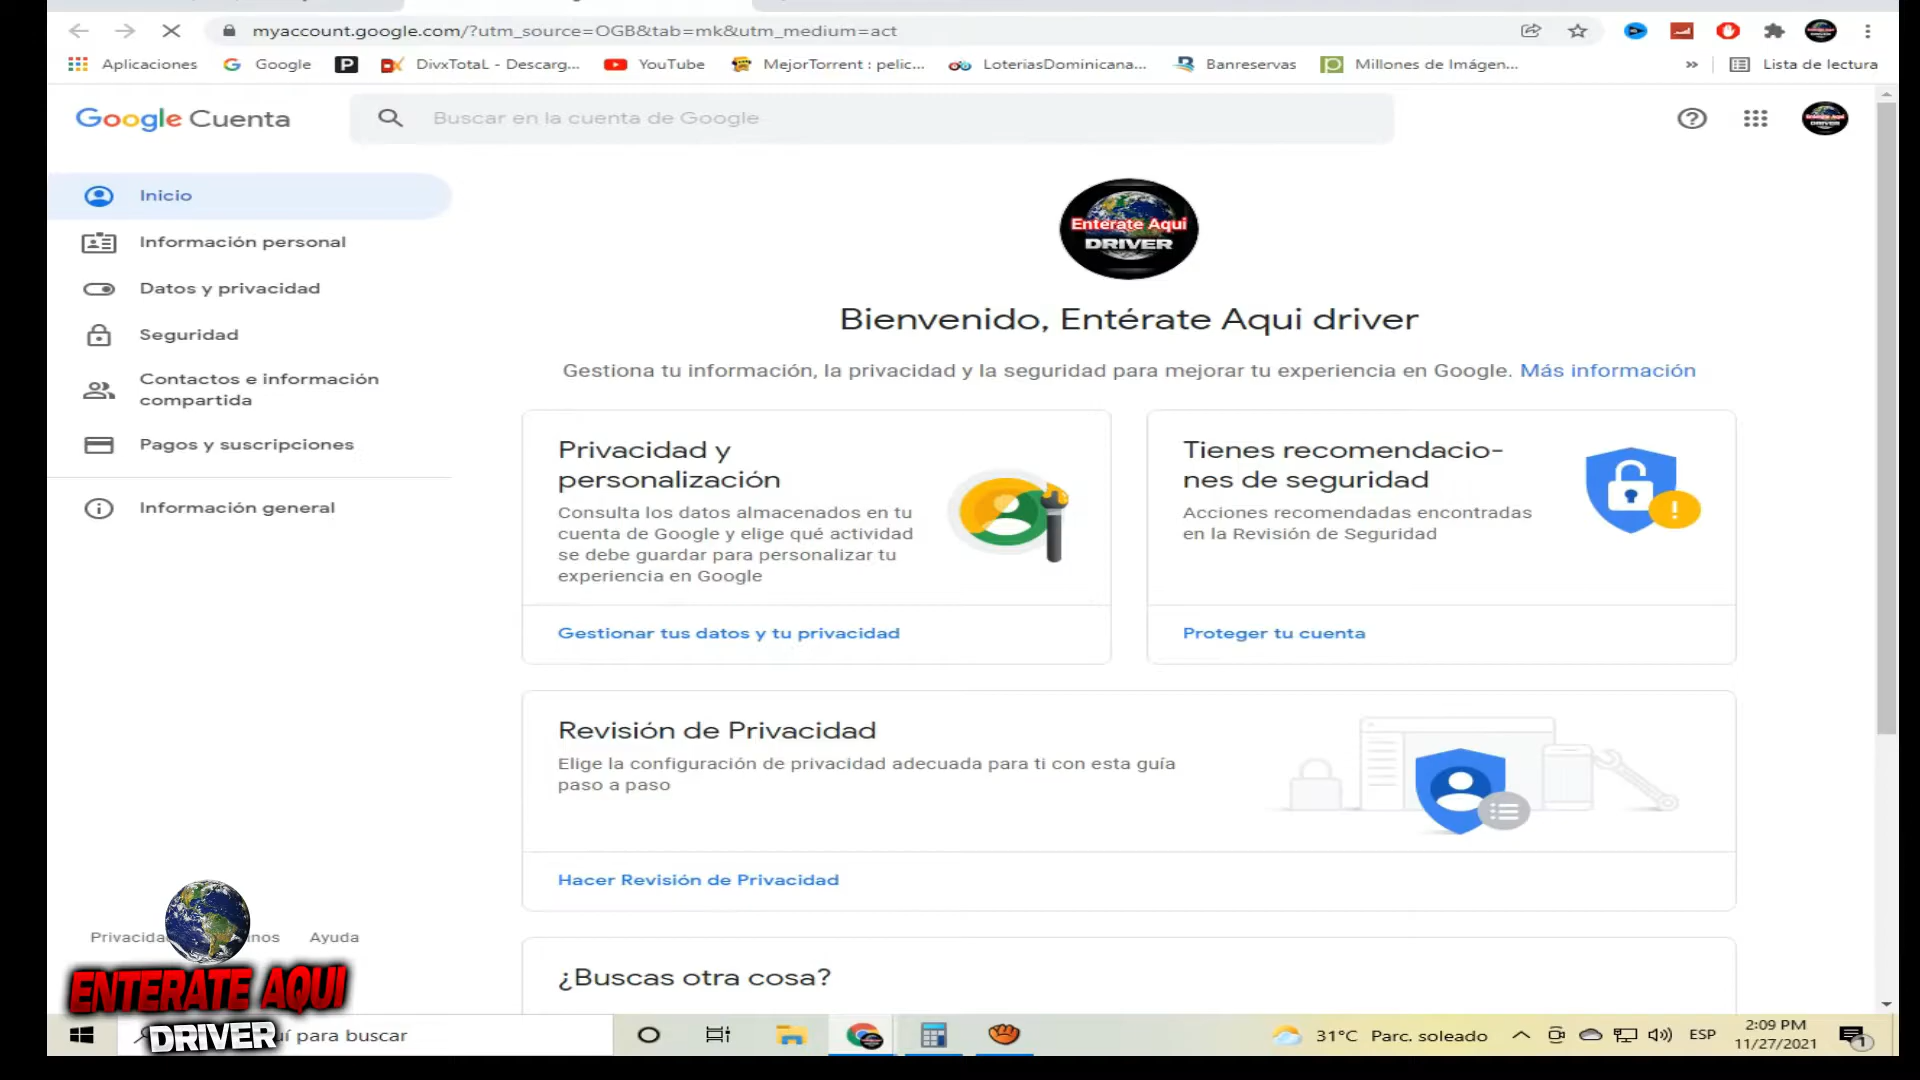 myaccount.google.com/?utm_source=OGB&tab=mk&utm_medium=act
Aplicaciones
Google
DivxTotaL - Descarg...
YouTube
MejorTorrent : pelic...
LoteriasDominicana...
Banreservas
Millones de Imágen...
»
Lista de lectura
Google Cuenta
Buscar en la cuenta de Google
Inicio
Información personal
Datos y privacidad
Seguridad
Contactos e información
compartida
Pagos y suscripciones
Información general
Enterate Aqui
DRIVER
Bienvenido, Entérate Aqui driver
Gestiona tu información, la privacidad y la seguridad para mejorar tu experiencia en Google. Más información
Privacidad y
personalización
Consulta los datos almacenados en tu
cuenta de Google y elige qué actividad
se debe guardar para personalizar tu
experiencia en Google
Gestionar tus datos y tu privacidad
Tienes recomendacio-
nes de seguridad
Acciones recomendadas encontradas
en la Revisión de Seguridad
Proteger tu cuenta
Revisión de Privacidad
Elige la configuración de privacidad adecuada para ti con esta guía
paso a paso
Hacer Revisión de Privacidad
¿Buscas otra cosa?
Ayuda
ENTERATE AQUI
DRIVER
para buscar
31°C Parc. soleado
ESP
2:09 PM
11/27/2021
1